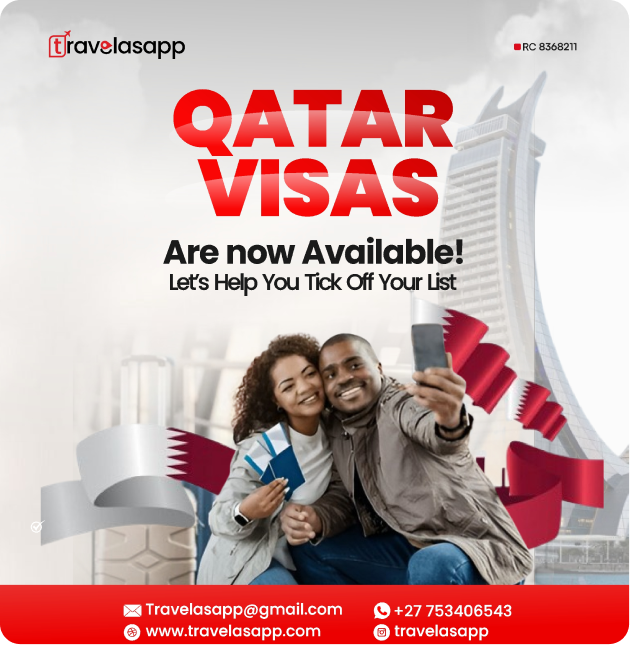 travelasapp
RC 8368211
QATAR
VISAS
Are now Available!
Let's Help You Tick Off Your List
Travelasapp@gmail.com
+27 753406543
www.travelasapp.com
travelasapp